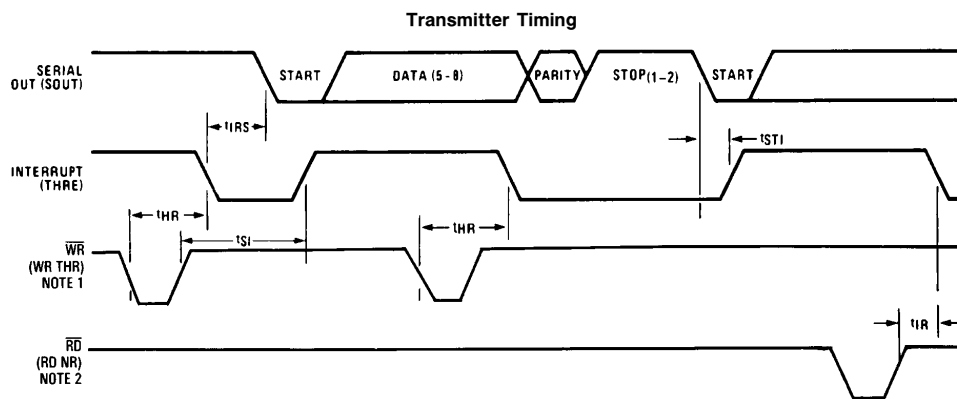 Transmitter Timing
SERIAL
OUT (SOUT)
START
DATA (5-8)
PARITY
STOP(1-2)
START
tIRS
tSTI
INTERRUPT
(THRE)
tHR
tHR
tSI
WR
(WR THR)
NOTE 1
tIR
RD
(RD NR)
NOTE 2